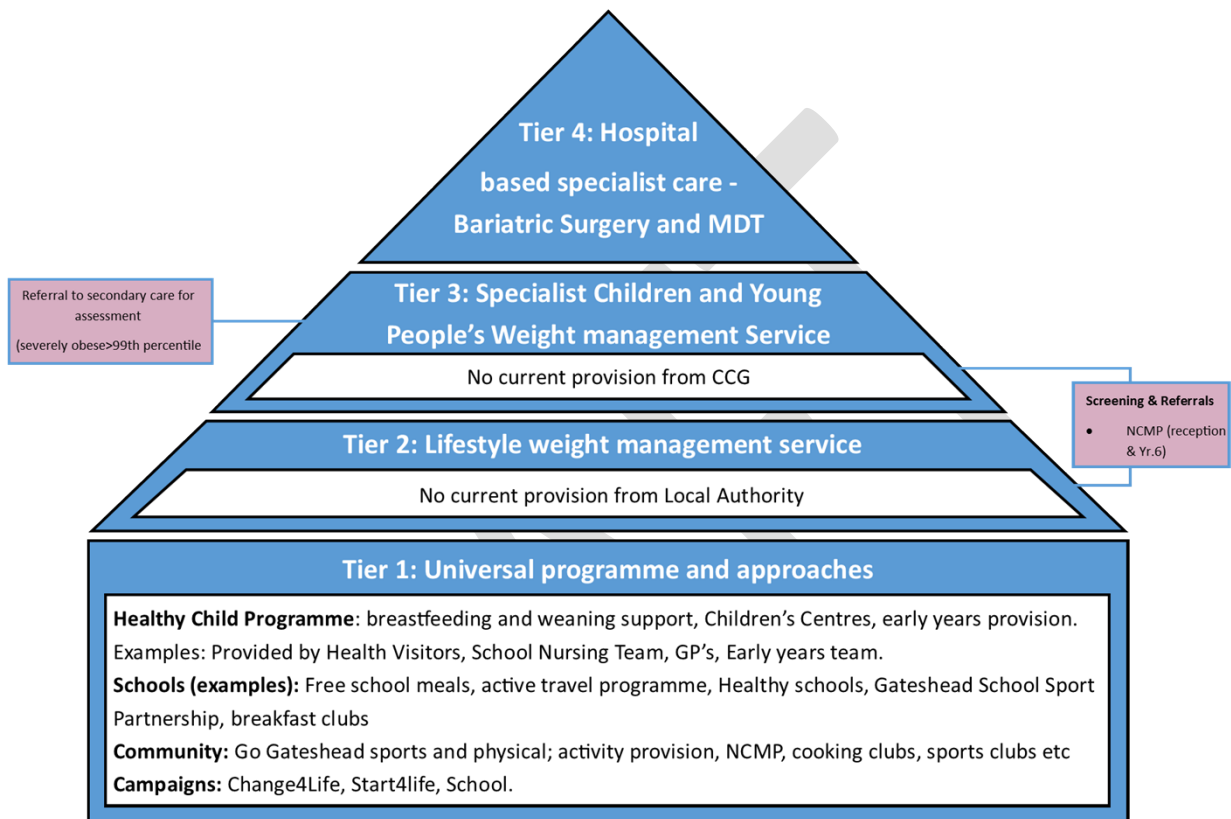 Tier 4: Hospital
based specialist care -
Bariatric Surgery and MDT
Referral to secondary care for
assessment
(severely obese>99th percentile
Tier 3: Specialist Children and Young
People’s Weight management Service
No current provision from CCG
Screening & Referrals
• NCMP (reception
& Yr.6)
Tier 2: Lifestyle weight management service
No current provision from Local Authority
Tier 1: Universal programme and approaches
Healthy Child Programme: breastfeeding and weaning support, Children’s Centres, early years provision.
Examples: Provided by Health Visitors, School Nursing Team, GP’s, Early years team.
Schools (examples): Free school meals, active travel programme, Healthy schools, Gateshead School Sport
Partnership, breakfast clubs
Community: Go Gateshead sports and physical; activity provision, NCMP, cooking clubs, sports clubs etc
Campaigns: Change4Life, Start4life, School.